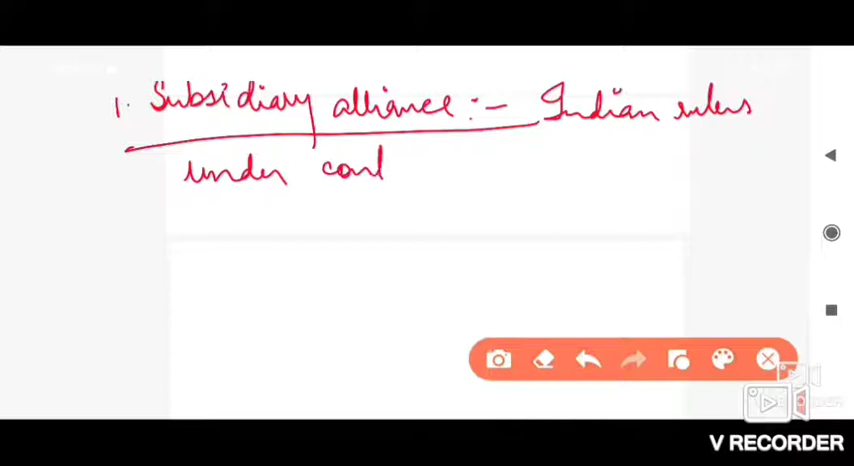 1. Subsidiary alliance :- Indian rulers
under cont
V RECORDER